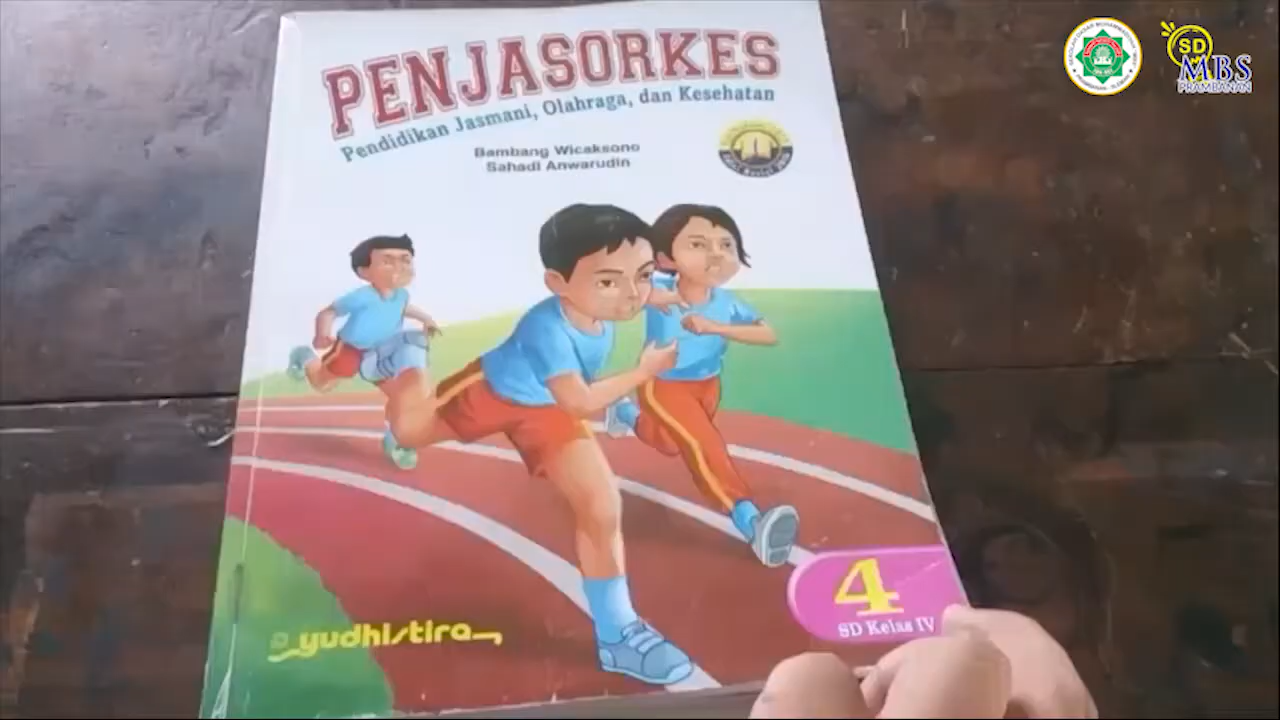 PENJASORKES
Pendidikan Jasmani, Olahraga, dan Kesehatan
Bambang Wicaksono
Sahadi Anwarudin
4
SD Kelas IV
yudhistira
SD
MBS
PRAMBANAN